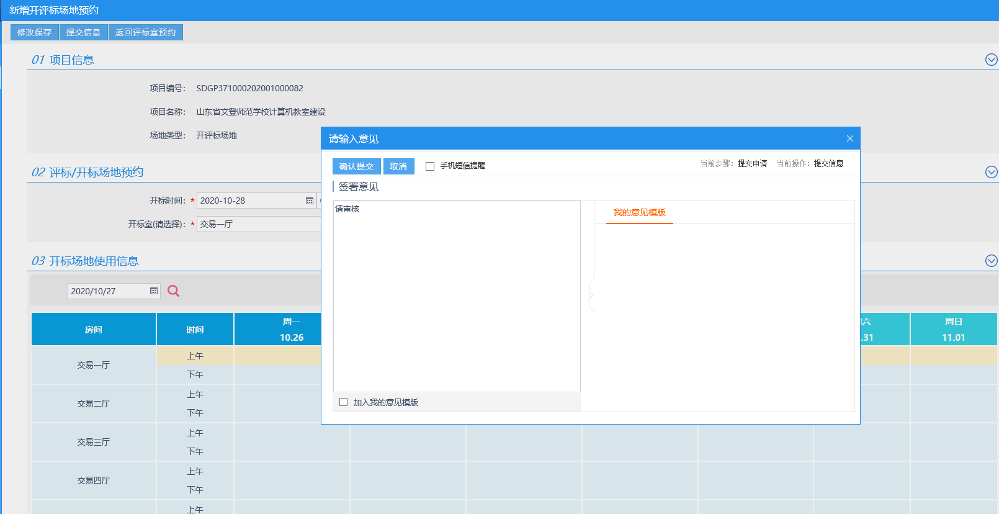 新增开评标场地预约
修改保存 提交信息 返回评标室预约
01 项目信息
项目编号： SDGP371000202001000082
项目名称： 山东省文登师范学校计算机教室建设
场地类型： 开评标场地
请输入意见
确认提交 取消 手机短信提醒 当前步骤：提交申请 当前操作：提交信息
签署意见
请审核
我的意见模版
加入我的意见模版
02 评标/开标场地预约
开标时间：* 2020-10-28
开标室(请选择)：* 交易一厅
03 开标场地使用信息
2020/10/27
房间 时间 周一 六 周日
10.26 .31 11.01
交易一厅 上午
下午
交易二厅 上午
下午
交易三厅 上午
下午
交易四厅 上午
下午
上午